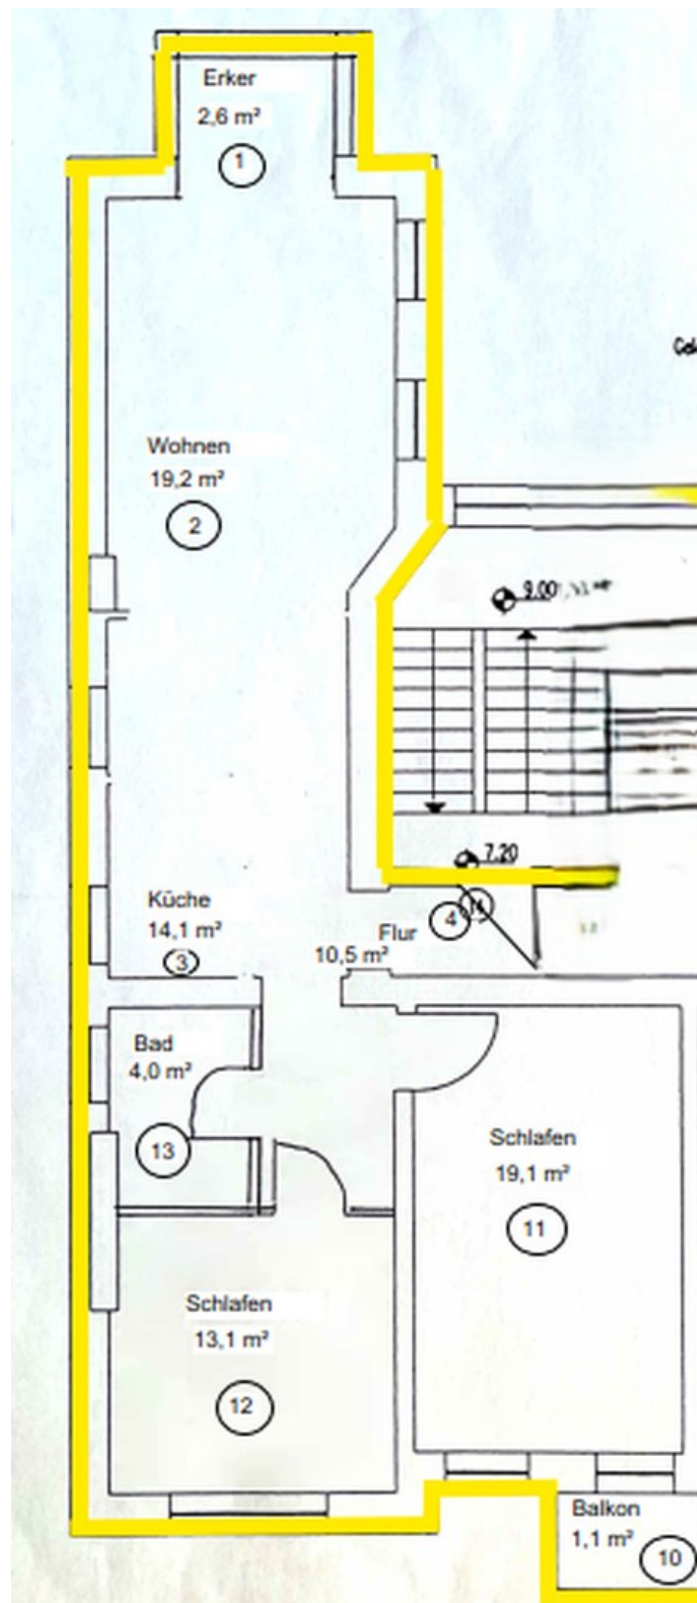 Erker
2,6 m²
1
Wohnen
19,2 m²
2
9.00
7.20
Küche
14,1 m²
3
Flur
10,5 m²
4
Bad
4,0 m²
13
Schlafen
19,1 m²
11
Schlafen
13,1 m²
12
Balkon
1,1 m²
10